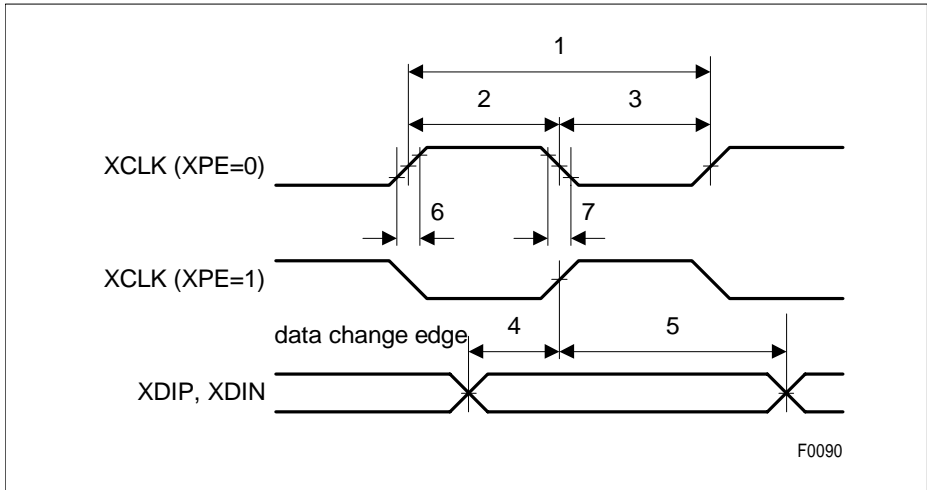 1
2 3
XCLK (XPE=0)
6 7
XCLK (XPE=1)
data change edge 4 5
XDIP, XDIN
F0090